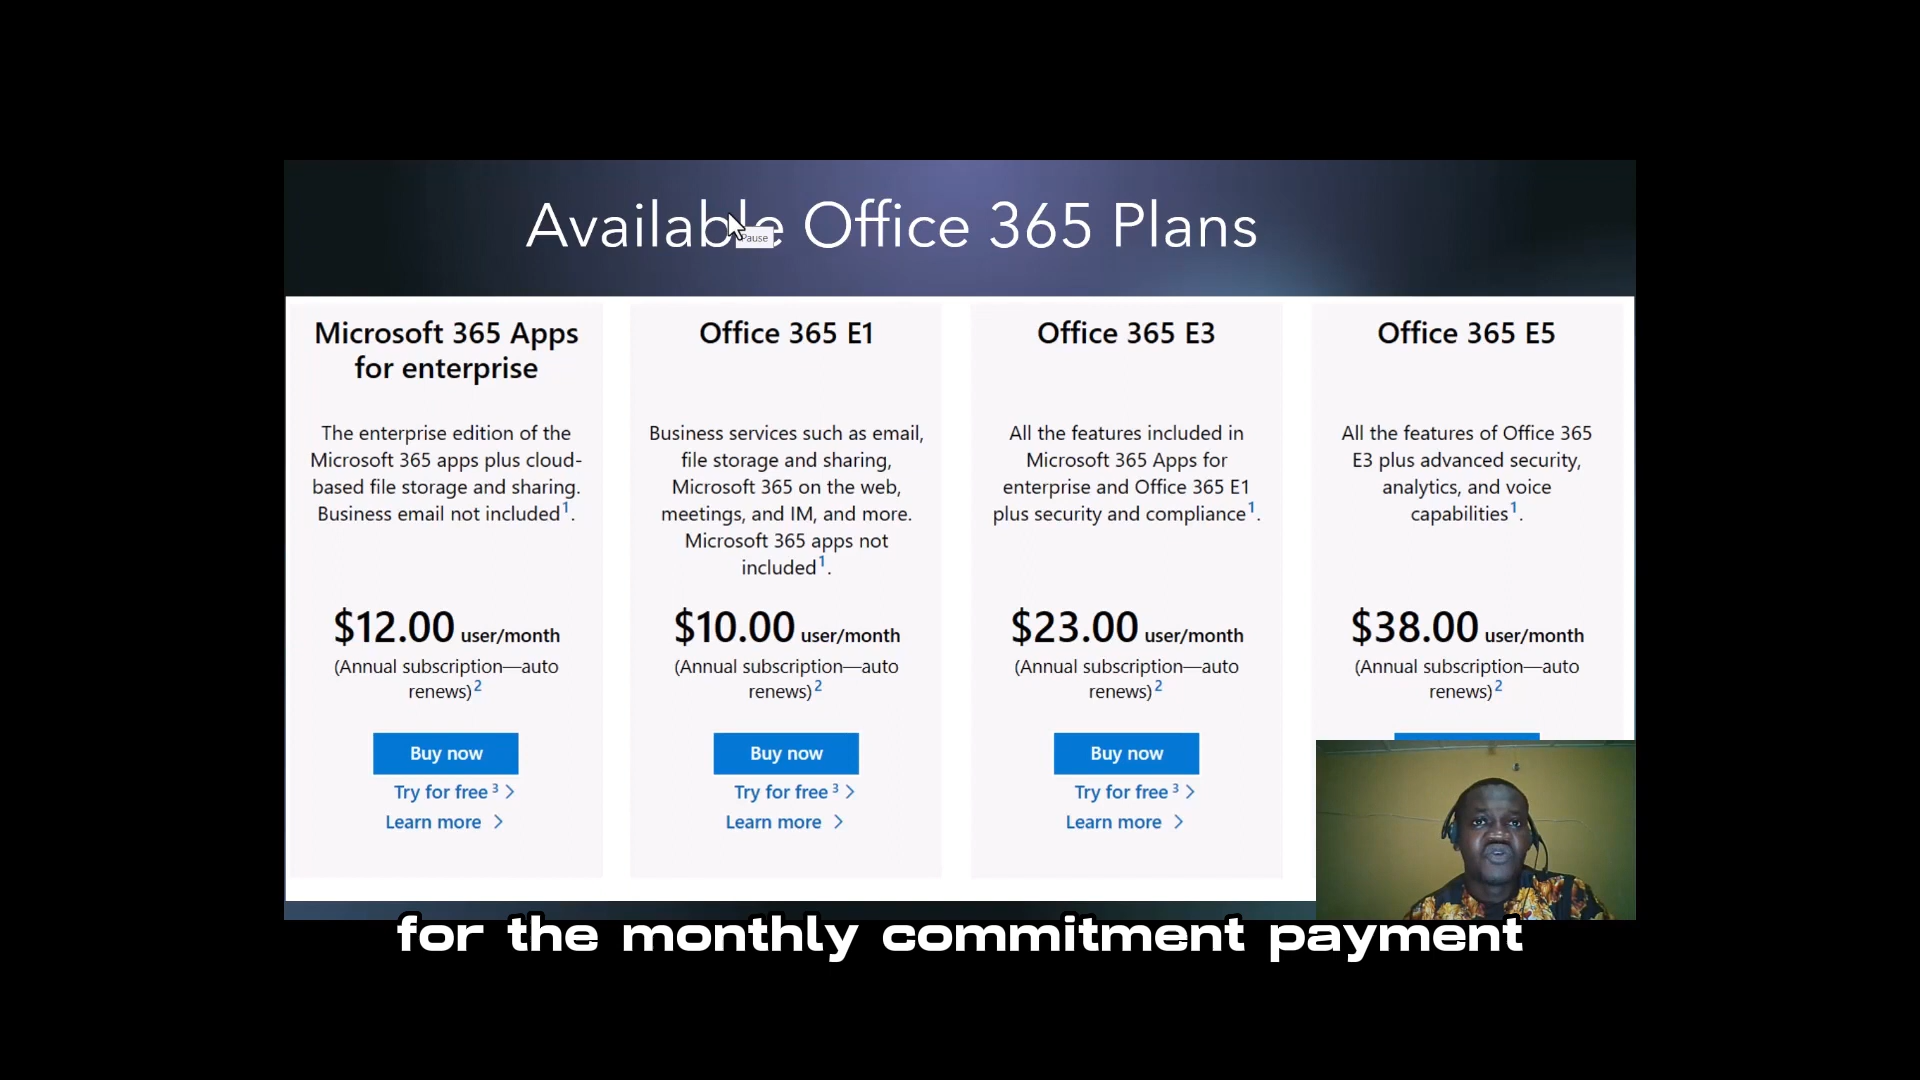 Available Office 365 Plans
Pause
Microsoft 365 Apps
for enterprise
The enterprise edition of the
Microsoft 365 apps plus cloud-
based file storage and sharing.
Business email not included1.
$12.00 user/month
(Annual subscription—auto
renews)2
Buy now
Try for free3
Learn more
Office 365 E1
Business services such as email,
file storage and sharing,
Microsoft 365 on the web,
meetings, and IM, and more.
Microsoft 365 apps not
included1.
$10.00 user/month
(Annual subscription—auto
renews)2
Buy now
Try for free3
Learn more
Office 365 E3
All the features included in
Microsoft 365 Apps for
enterprise and Office 365 E1
plus security and compliance1.
$23.00 user/month
(Annual subscription—auto
renews)2
Buy now
Try for free3
Learn more
Office 365 E5
All the features of Office 365
E3 plus advanced security,
analytics, and voice
capabilities1.
$38.00 user/month
(Annual subscription—auto
renews)2
for the monthly commitment payment